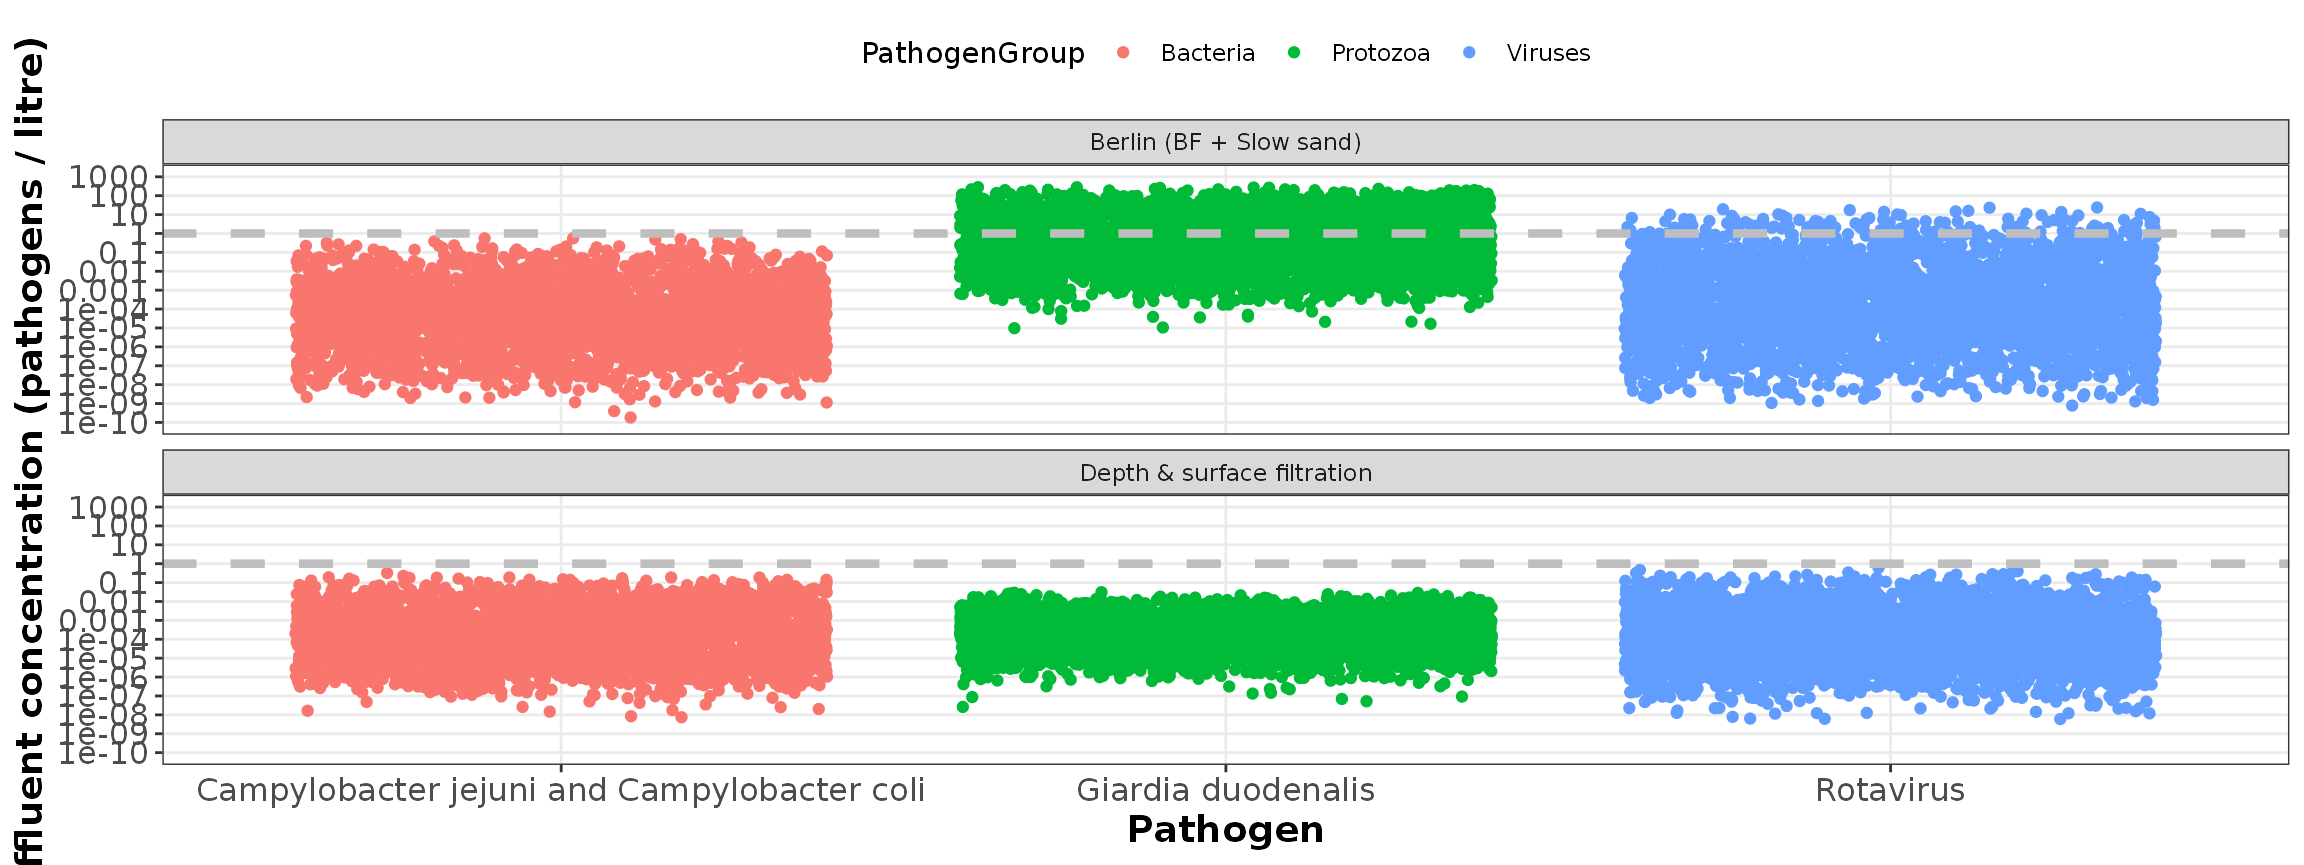 PathogenGroup Bacteria Protozoa Viruses
ffluent concentration (pathogens / litre)
Berlin (BF + Slow sand)
1000
100
10
1
0.1
0.01
0.001
1e-04
1e-05
1e-06
1e-07
1e-08
1e-09
1e-10
Depth & surface filtration
1000
100
10
1
0.1
0.01
0.001
1e-04
1e-05
1e-06
1e-07
1e-08
1e-09
1e-10
Campylobacter jejuni and Campylobacter coli Giardia duodenalis Rotavirus
Pathogen